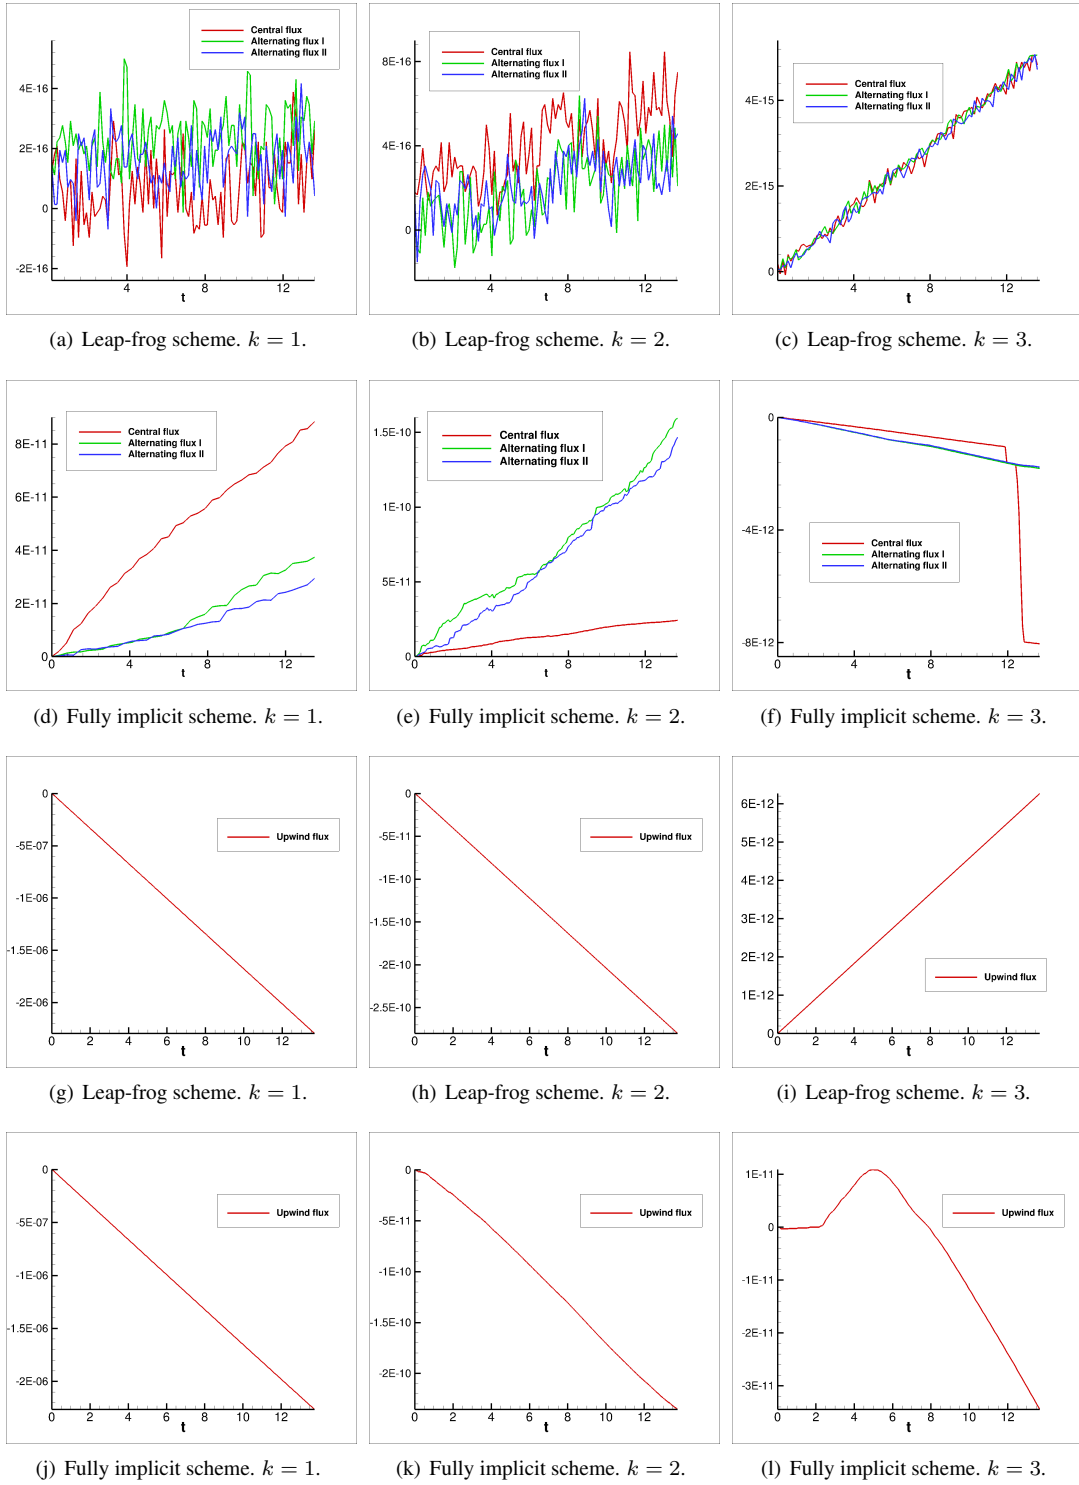 Central flux
Alternating flux I
Alternating flux II
4E-16
2E-16
0
-2E-16
4 8 12
t
(a) Leap-frog scheme. k = 1.
Central flux
Alternating flux I
Alternating flux II
8E-16
4E-16
0
4 8 12
t
(b) Leap-frog scheme. k = 2.
Central flux
Alternating flux I
Alternating flux II
4E-15
2E-15
0
4 8 12
t
(c) Leap-frog scheme. k = 3.
Central flux
Alternating flux I
Alternating flux II
8E-11
6E-11
4E-11
2E-11
0
0 4 8 12
t
(d) Fully implicit scheme. k = 1.
Central flux
Alternating flux I
Alternating flux II
1.5E-10
1E-10
5E-11
0
0 4 8 12
t
(e) Fully implicit scheme. k = 2.
0
-4E-12
Central flux
Alternating flux I
Alternating flux II
-8E-12
0 4 8 12
t
(f) Fully implicit scheme. k = 3.
0
Upwind flux
-5E-07
-1E-06
-1.5E-06
-2E-06
0 2 4 6 8 10 12
t
(g) Leap-frog scheme. k = 1.
0
Upwind flux
-5E-11
-1E-10
-1.5E-10
-2E-10
-2.5E-10
0 2 4 6 8 10 12
t
(h) Leap-frog scheme. k = 2.
6E-12
5E-12
4E-12
3E-12
2E-12
Upwind flux
1E-12
0
0 2 4 6 8 10 12
t
(i) Leap-frog scheme. k = 3.
0
Upwind flux
-5E-07
-1E-06
-1.5E-06
-2E-06
0 2 4 6 8 10 12
t
(j) Fully implicit scheme. k = 1.
0
Upwind flux
-5E-11
-1E-10
-1.5E-10
-2E-10
0 2 4 6 8 10 12
t
(k) Fully implicit scheme. k = 2.
1E-11
Upwind flux
0
-1E-11
-2E-11
-3E-11
0 2 4 6 8 10 12
t
(l) Fully implicit scheme. k = 3.